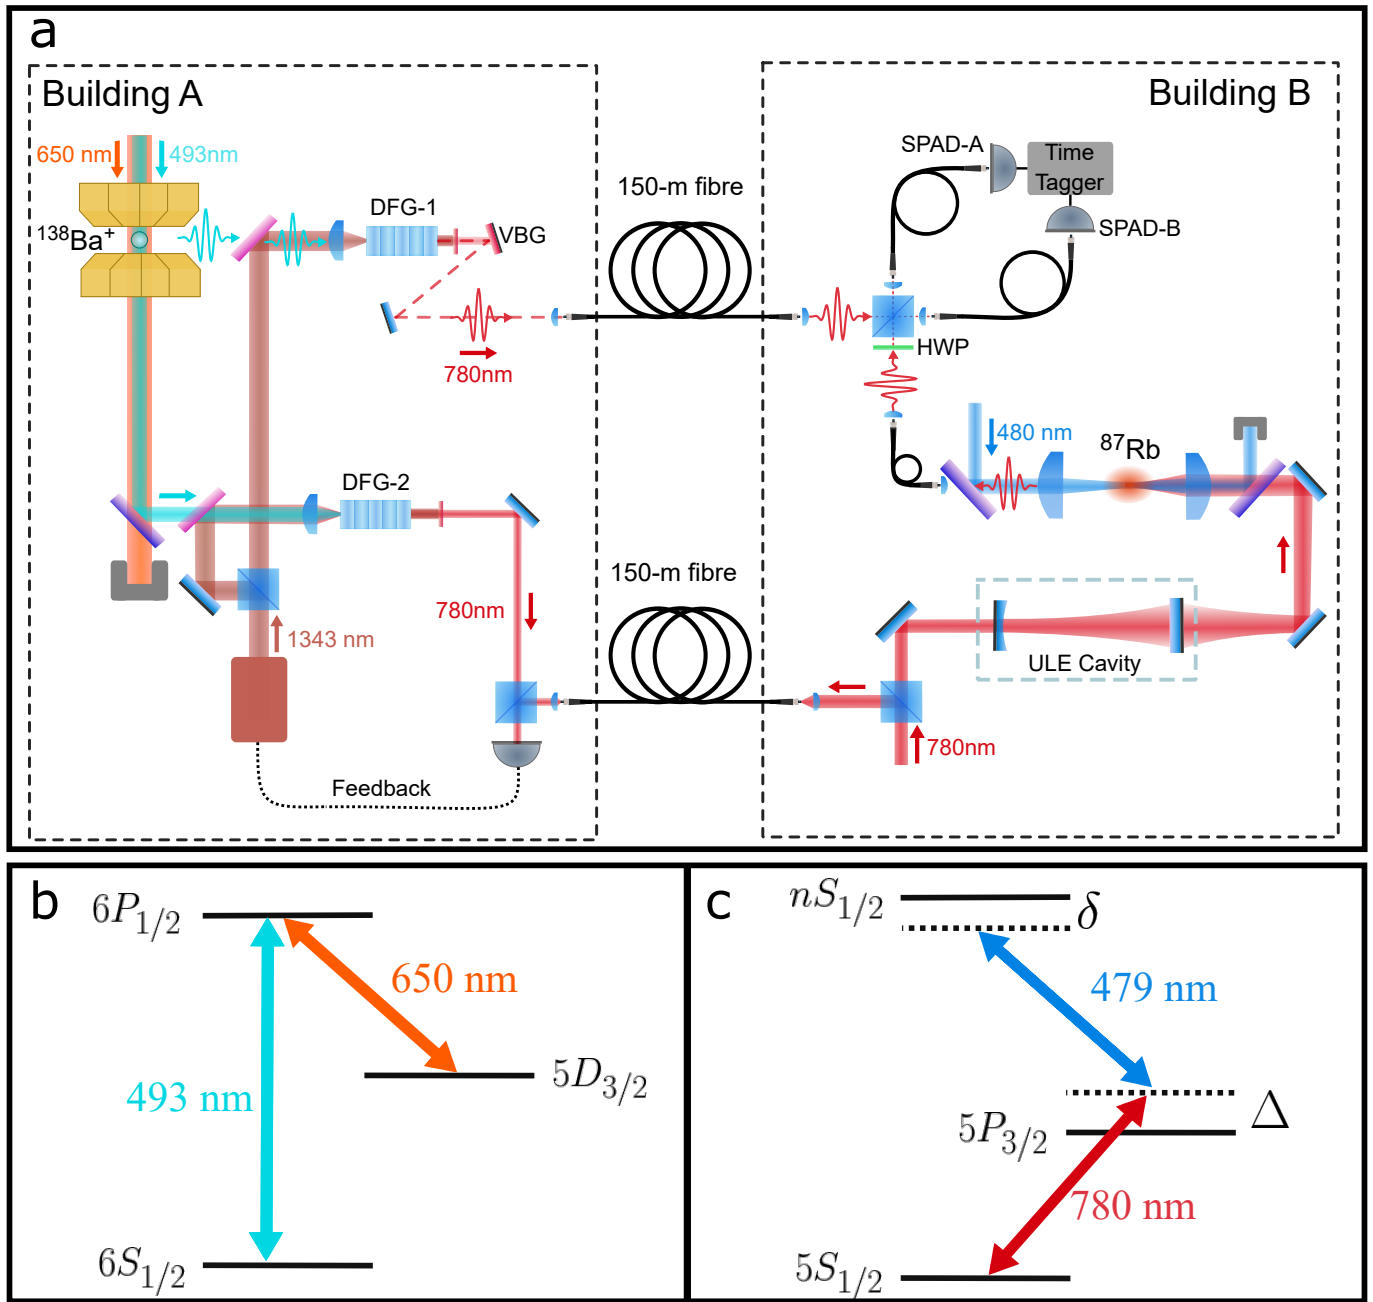 a
Building A
Building B
650 nm
493nm
138Ba+
DFG-1
VBG
780nm
150-m fibre
SPAD-A
Time
Tagger
SPAD-B
HWP
480 nm
87Rb
DFG-2
780nm
1343 nm
Feedback
150-m fibre
ULE Cavity
780nm
b
6P1/2
650 nm
493 nm
5D3/2
6S1/2
c
nS1/2
δ
479 nm
Δ
5P3/2
780 nm
5S1/2